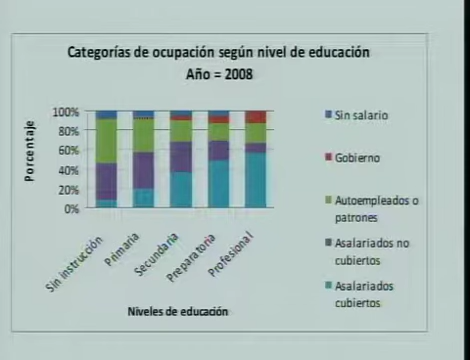 Categorías de ocupación según nivel de educación
Año = 2008
Porcentaje
100%
80%
60%
40%
20%
0%
Sin instrucción
Primaria
Secundaria
Preparatoria
Profesional
Niveles de educación
Sin salario
Gobierno
Autoempleados o
patrones
Asalariados no
cubiertos
Asalariados
cubiertos